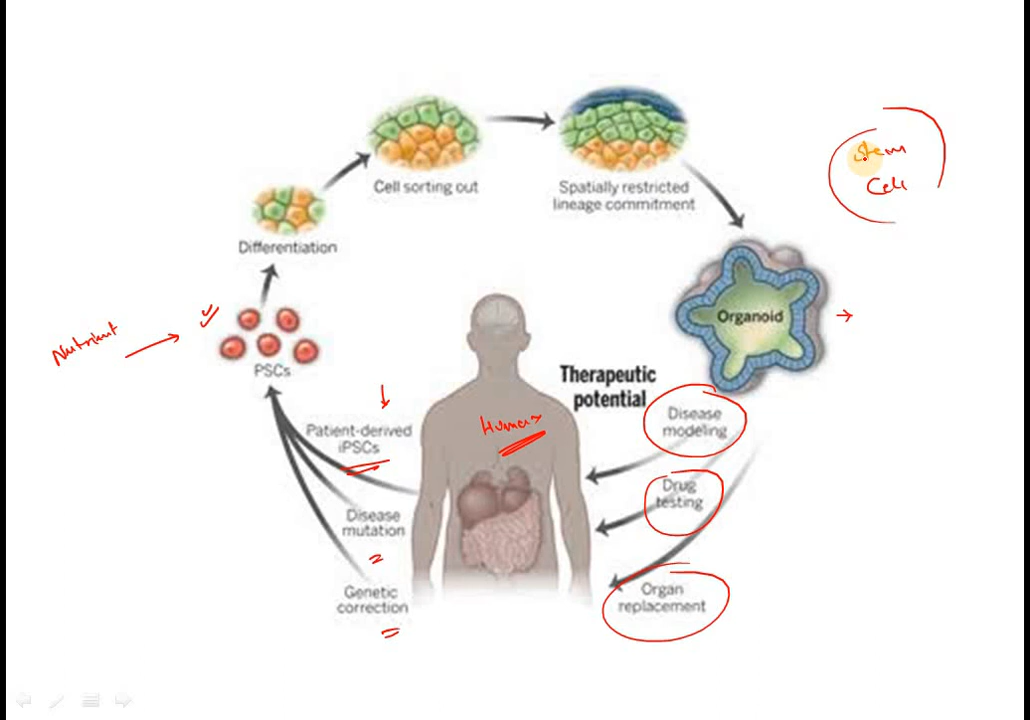 Stem
Cell
Cell sorting out
Spatially restricted
lineage commitment
Differentiation
Organoid
Nutrient
PSCs
Therapeutic
potential
Human
Patient-derived
iPSCs
Disease
modeling
Drug
testing
Disease
mutation
Genetic
correction
Organ
replacement